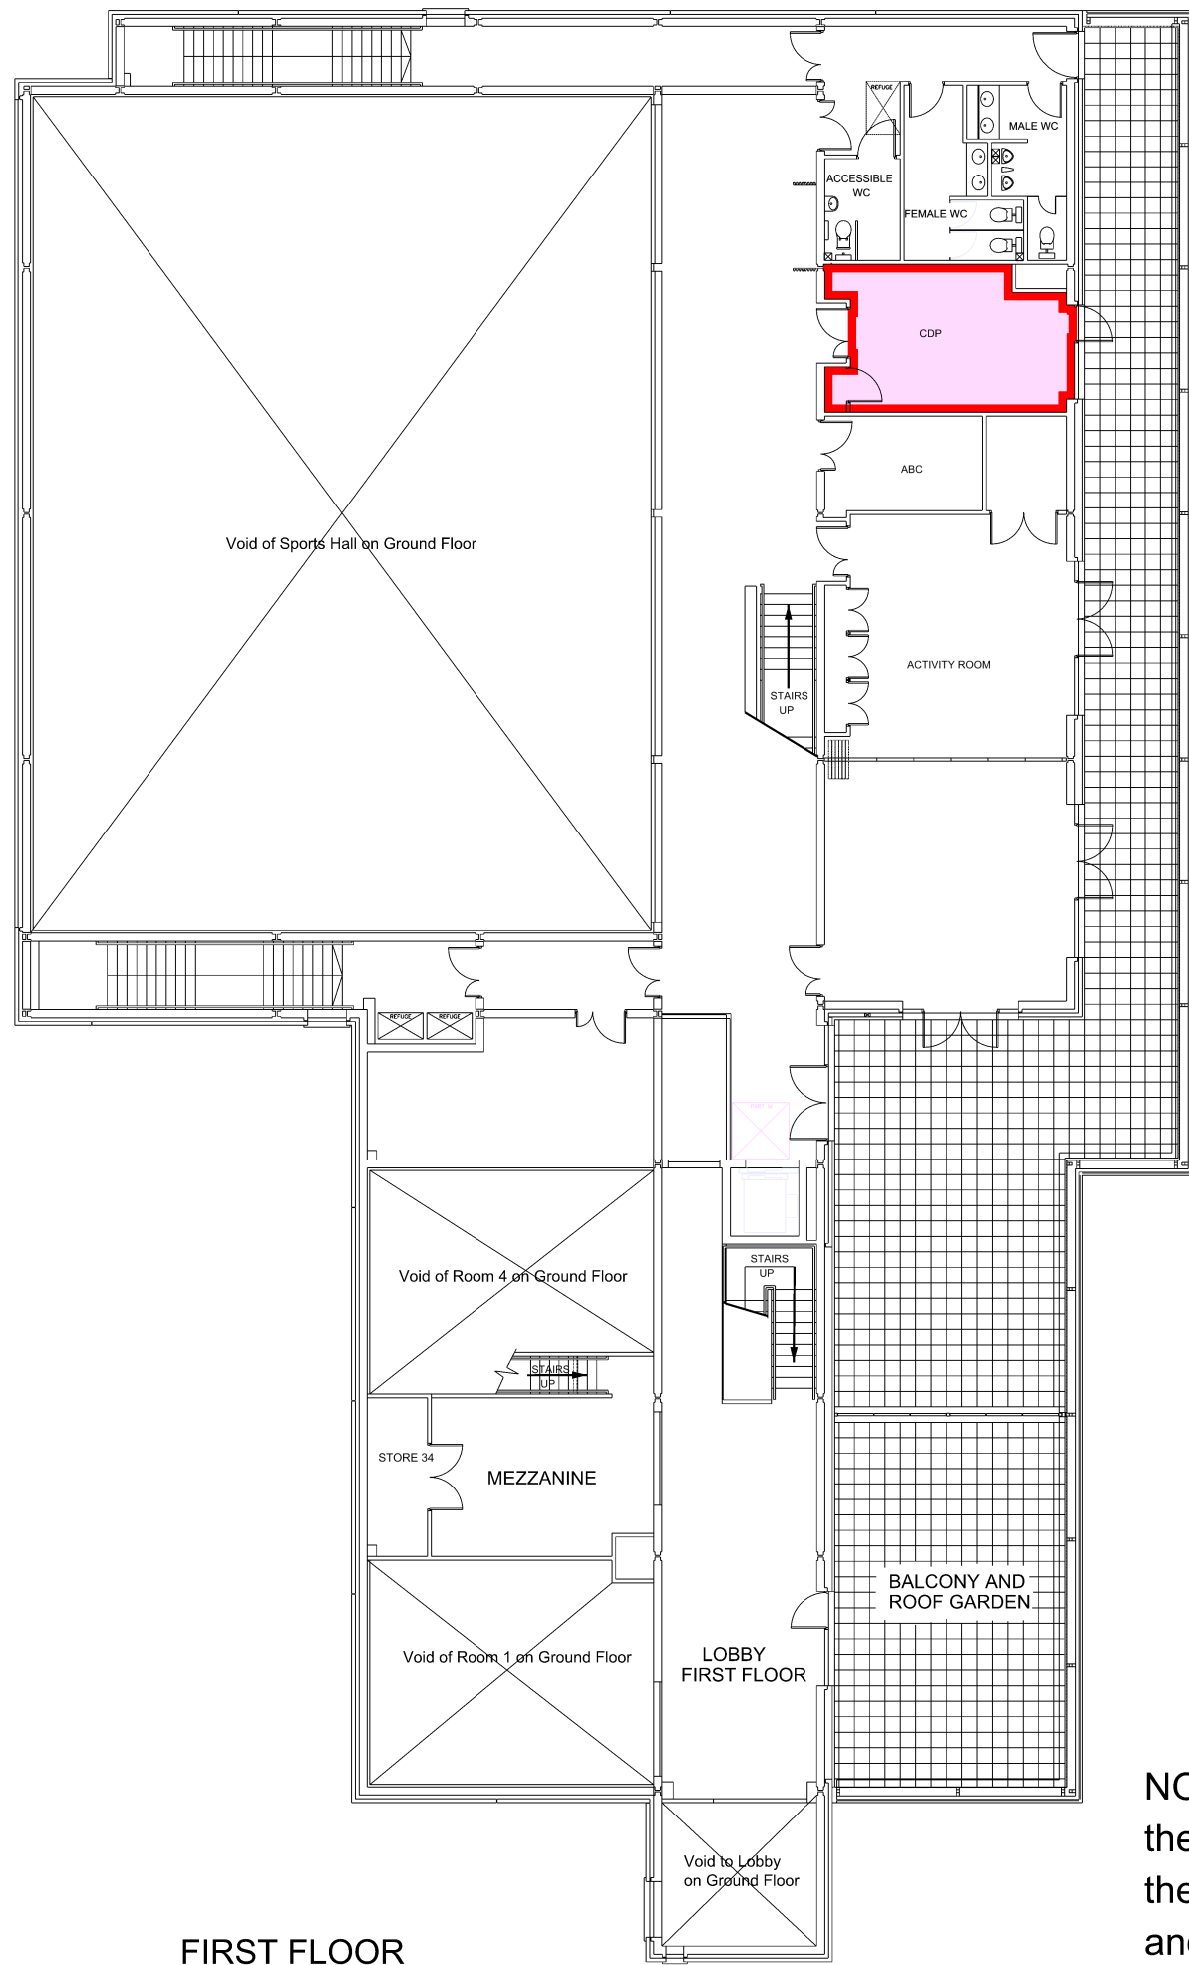 REFUGE
MALE WC
ACCESSIBLE
WC
FEMALE WC
CDP
ABC
Void of Sports Hall on Ground Floor
ACTIVITY ROOM
STAIRS
UP
REFUGE
REFUGE
STAIRS
UP
Void of Room 4 on Ground Floor
STAIRS
UP
STORE 34
MEZZANINE
BALCONY AND
ROOF GARDEN
Void of Room 1 on Ground Floor
LOBBY
FIRST FLOOR
Void to Lobby
on Ground Floor
FIRST FLOOR
the
the